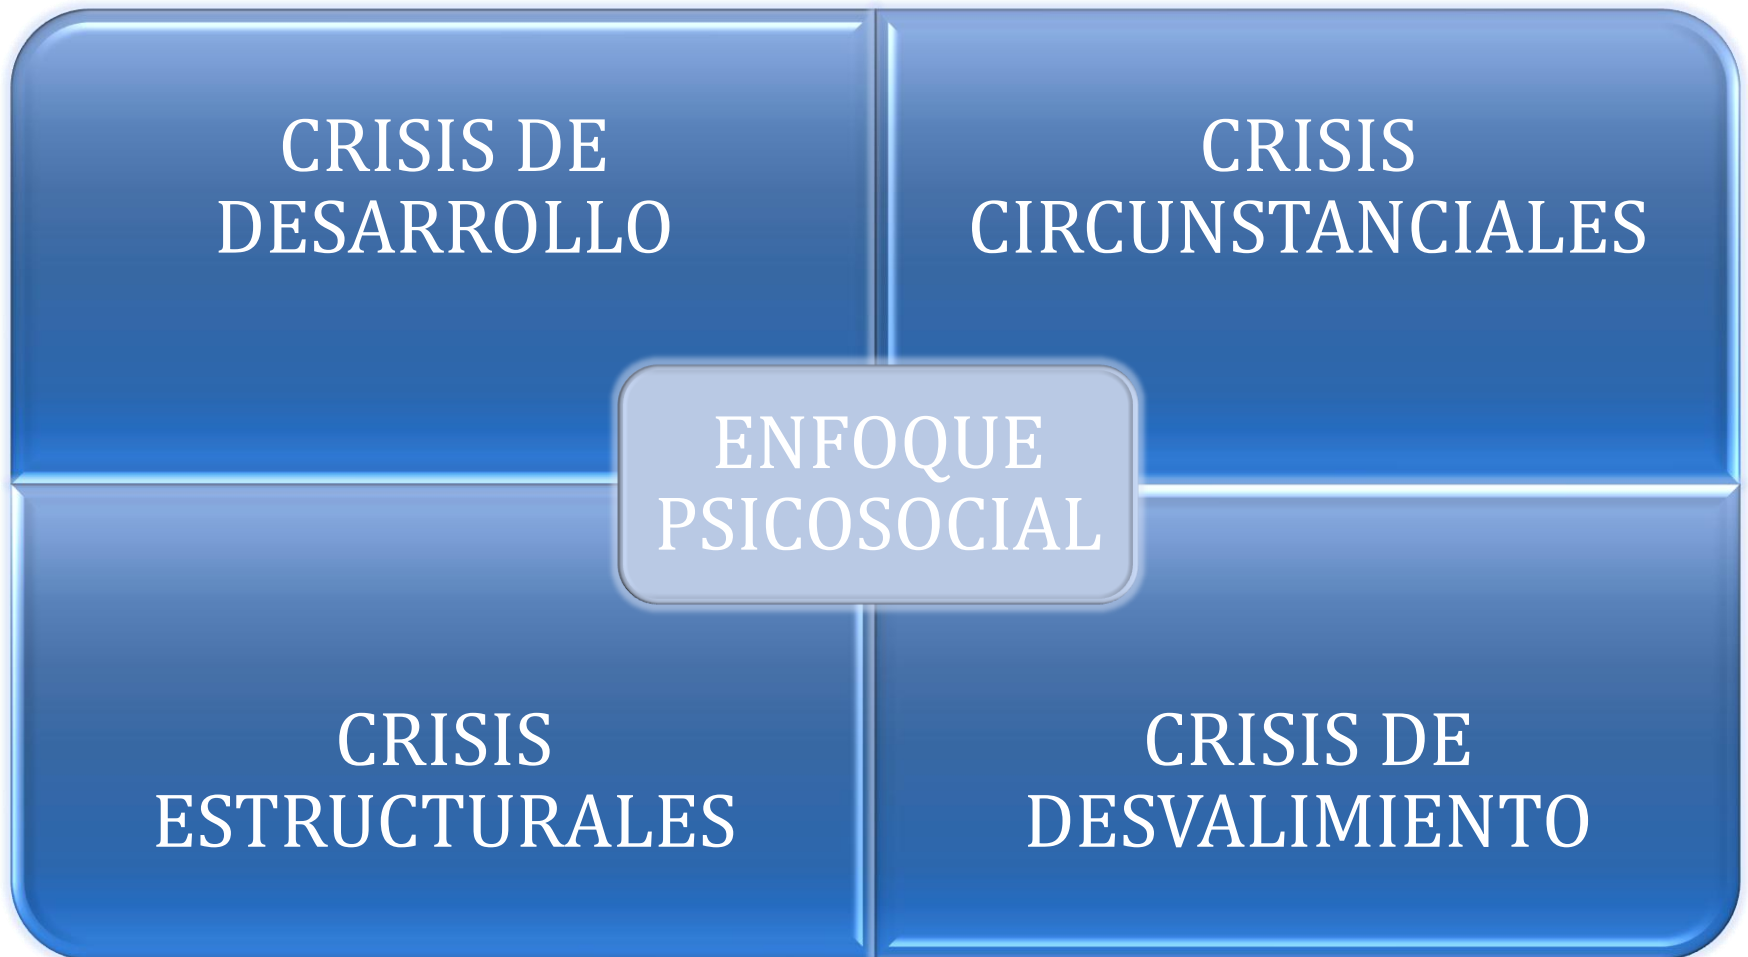 CRISIS DE
DESARROLLO
CRISIS
CIRCUNSTANCIALES
ENFOQUE
PSICOSOCIAL
CRISIS
ESTRUCTURALES
CRISIS DE
DESVALIMIENTO